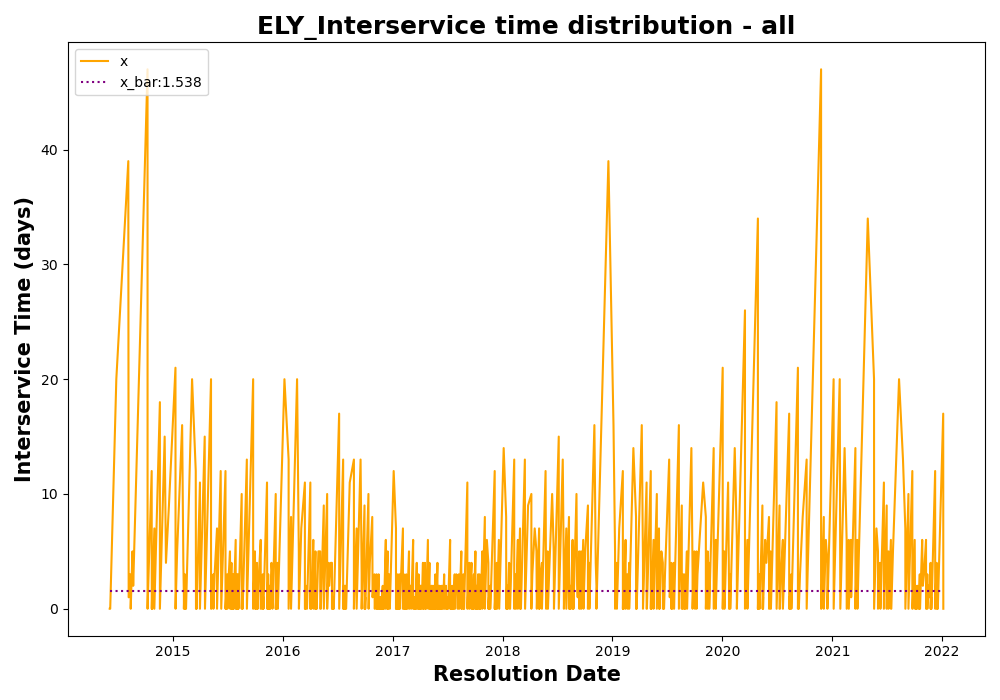 ELY_Interservice time distribution - all
x
x_bar:1.538
Interservice Time (days)
40
30
20
10
0
2015 2016 2017 2018 2019 2020 2021 2022
Resolution Date